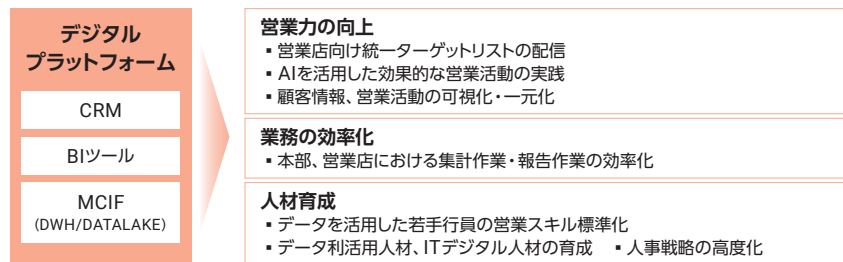 デジタル
プラットフォーム
CRM
BIツール
MCIF
(DWH/DATALAKE)
営業力の向上
▪ 営業店向け統一ターゲットリストの配信
▪ AIを活用した効果的な営業活動の実践
▪ 顧客情報、営業活動の可視化・一元化
業務の効率化
▪ 本部、営業店における集計作業・報告作業の効率化
人材育成
▪ データを活用した若手行員の営業スキル標準化
▪ データ利活用人材、ITデジタル人材の育成 ▪ 人事戦略の高度化